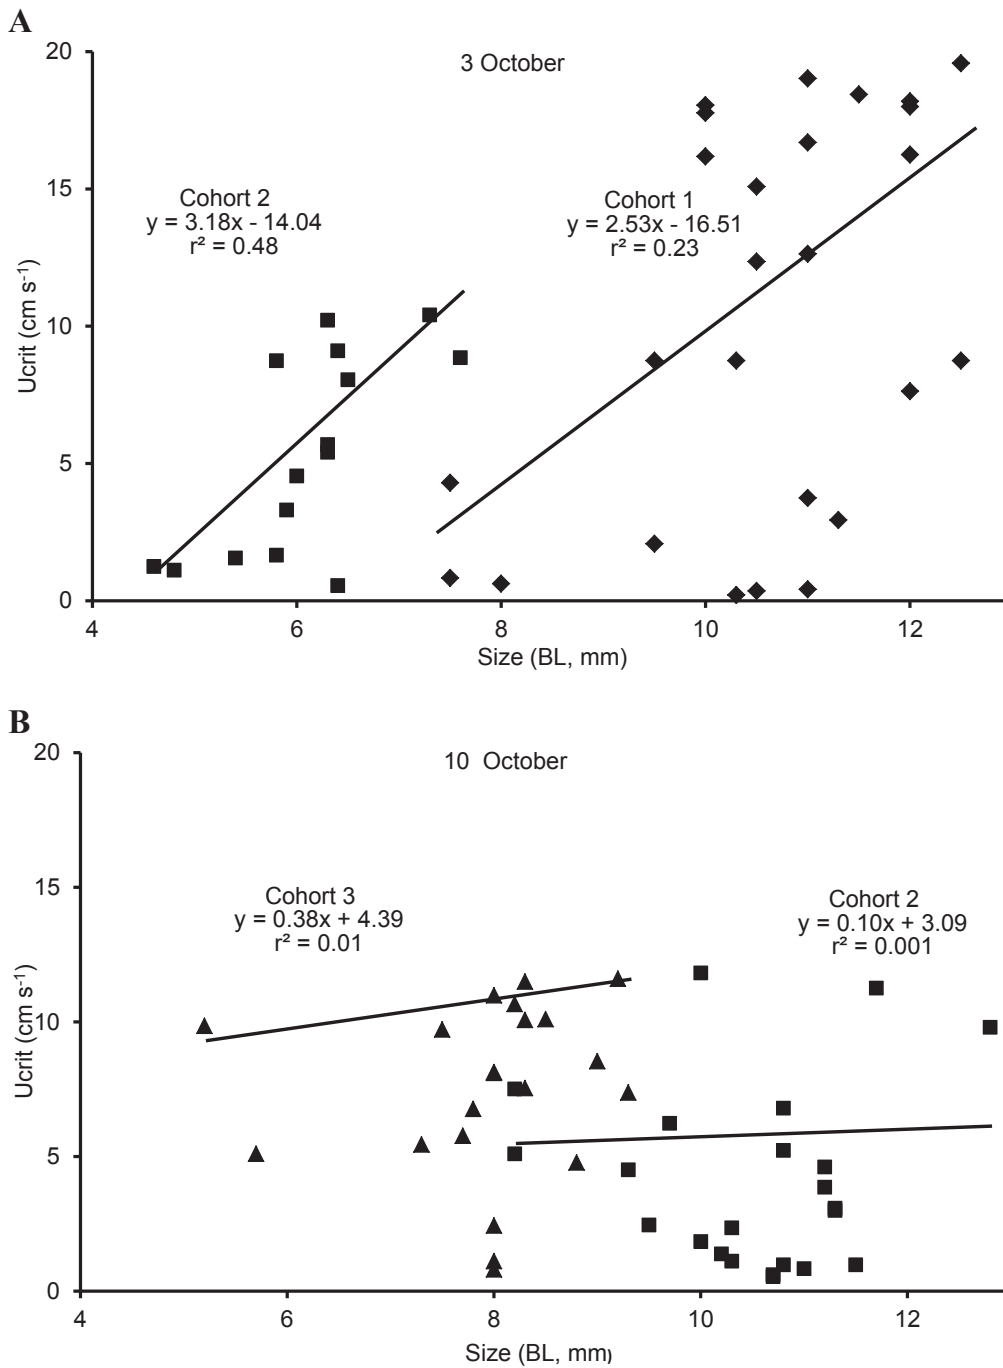 A
3 October
20
15
10
5
0
Ucrit (cm s⁻¹)
Cohort 2
y = 3.18x - 14.04
r² = 0.48
Cohort 1
y = 2.53x - 16.51
r² = 0.23
4 6 8 10 12
Size (BL, mm)
B
10 October
20
15
10
5
0
Ucrit (cm s⁻¹)
Cohort 3
y = 0.38x + 4.39
r² = 0.01
Cohort 2
y = 0.10x + 3.09
r² = 0.001
4 6 8 10 12
Size (BL, mm)